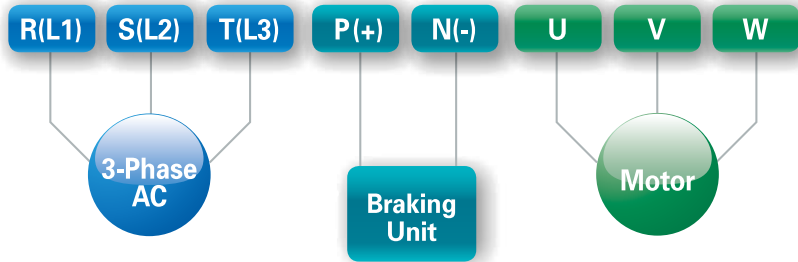 R(L1) S(L2) T(L3) P(+) N(-) U V W
3-Phase
AC
Braking
Unit
Motor